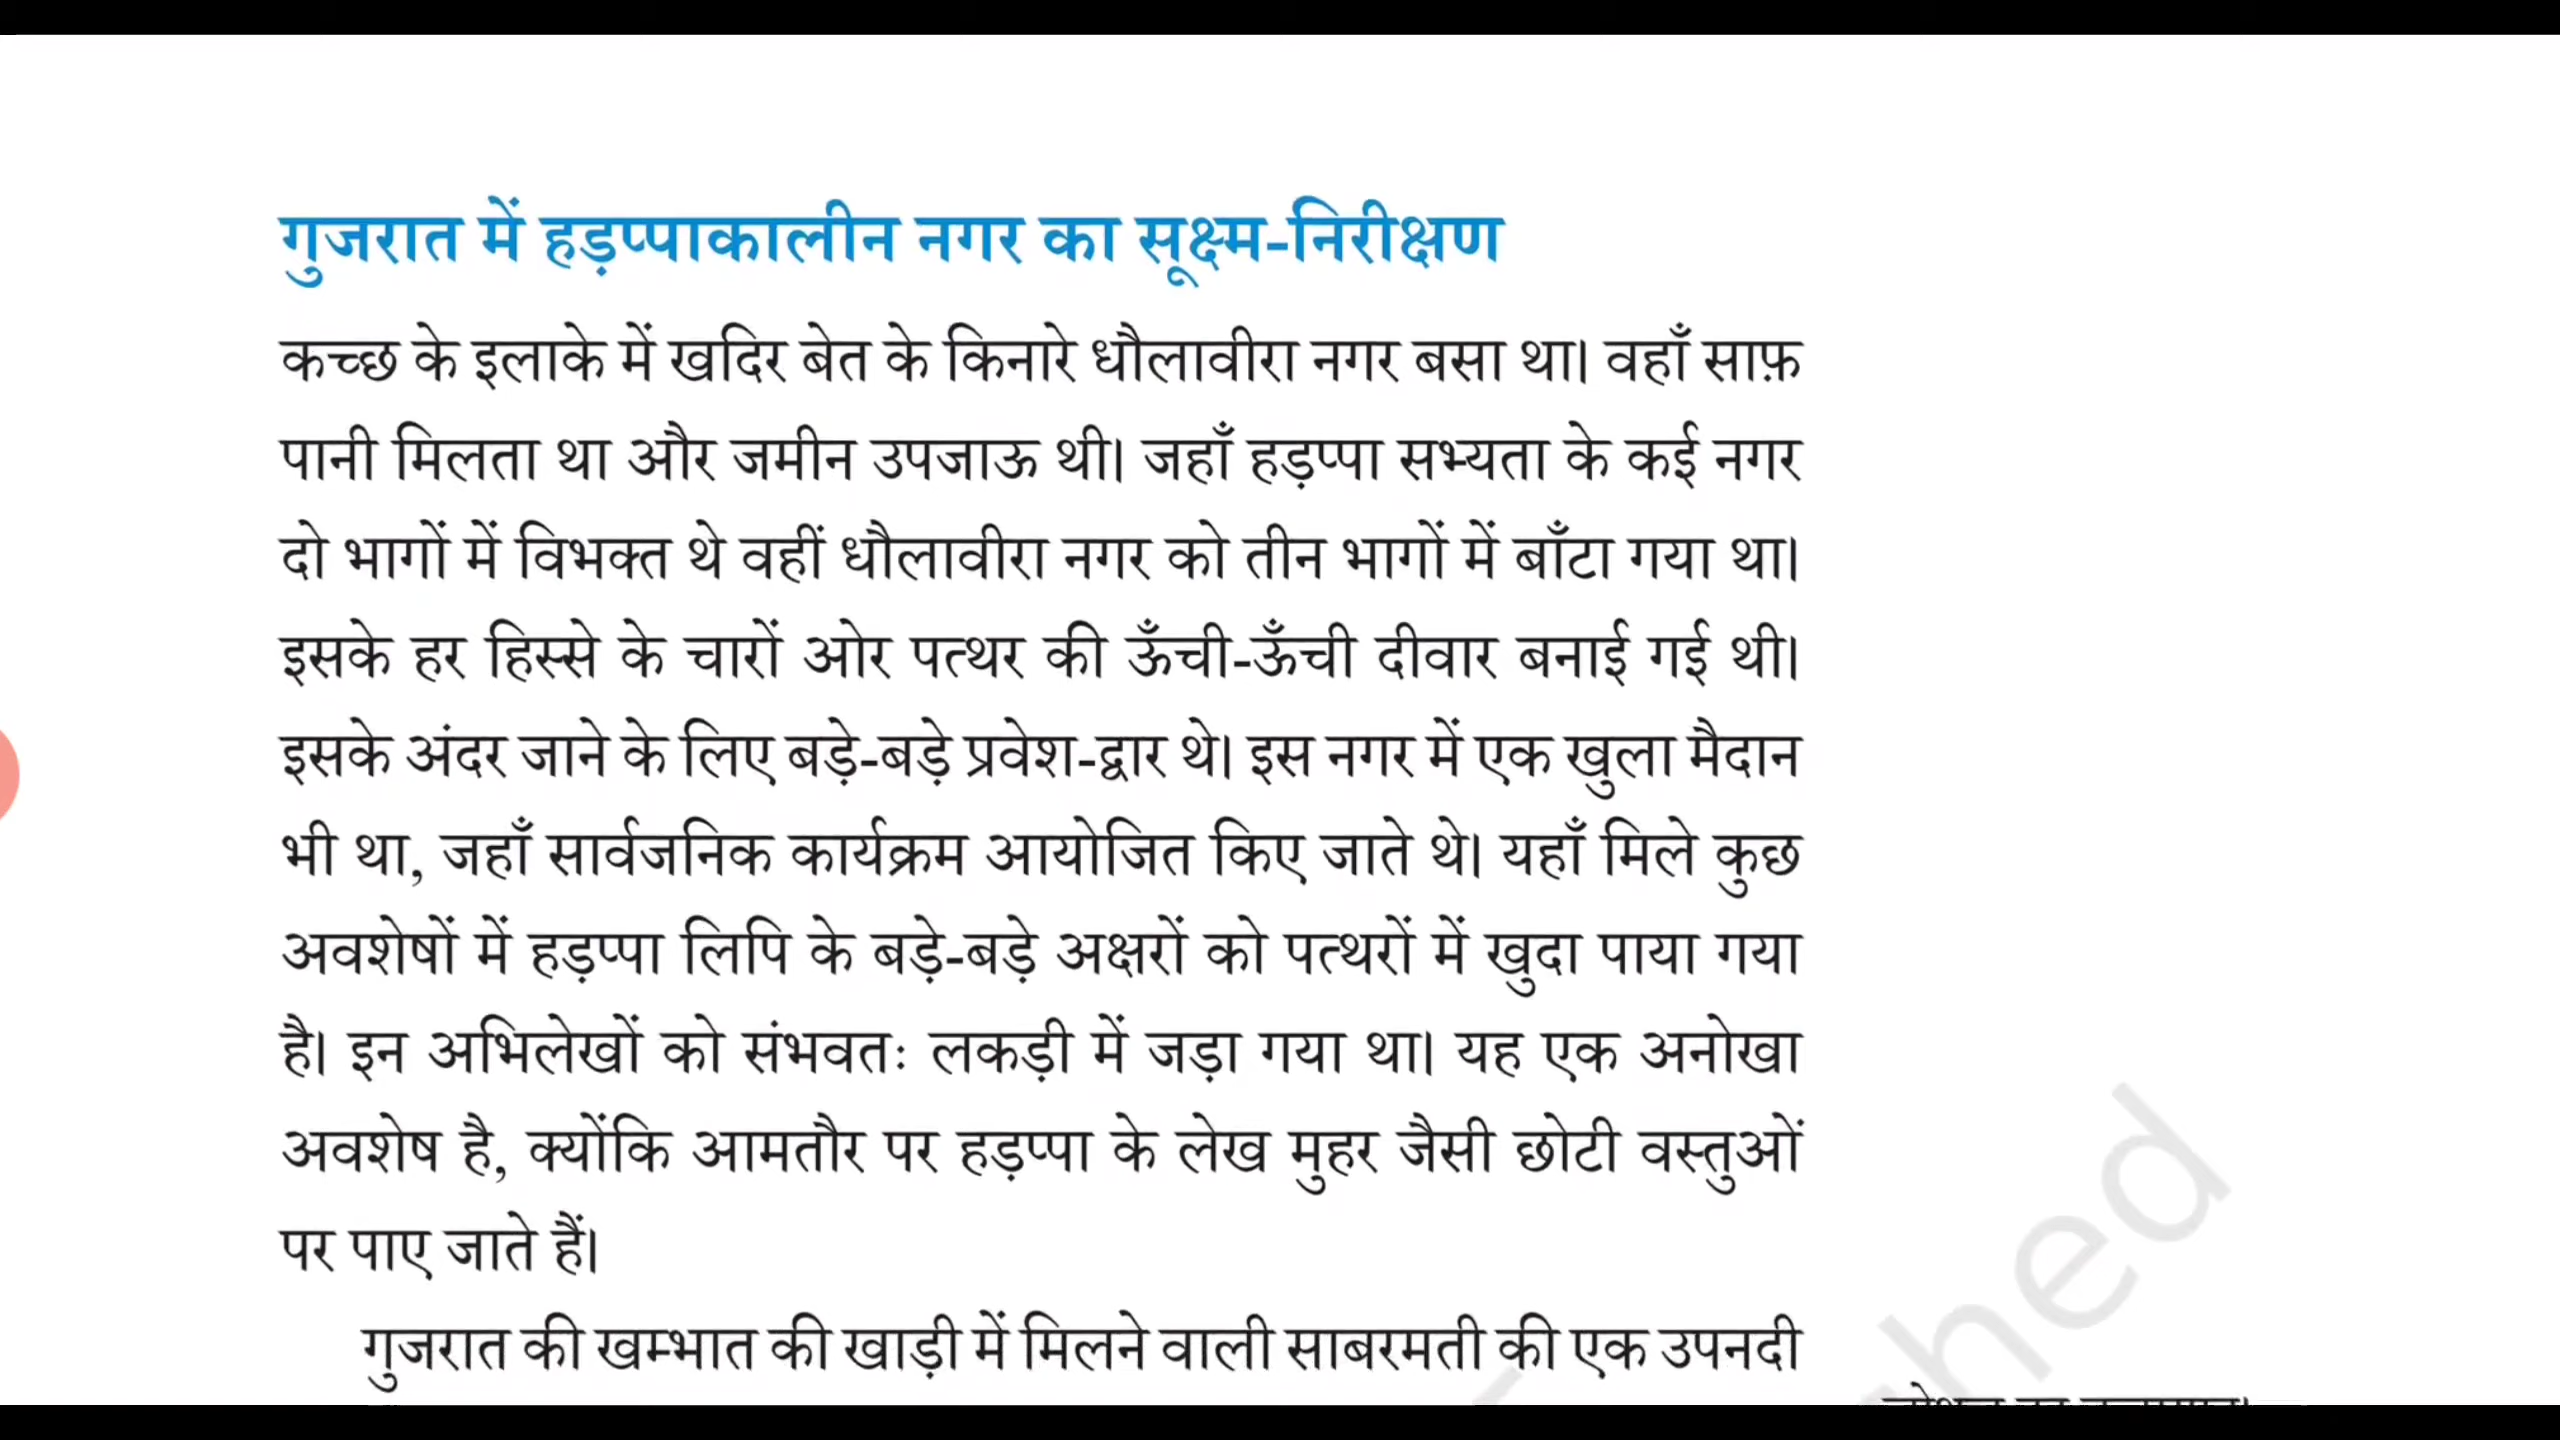 गुजरात में हड़प्पाकालीन नगर का सूक्ष्म-निरीक्षण
कच्छ के इलाके में खदिर बेत के किनारे धौलावीरा नगर बसा था। वहाँ साफ़
पानी मिलता था और जमीन उपजाऊ थी। जहाँ हड़प्पा सभ्यता के कई नगर
दो भागों में विभक्त थे वहीं धौलावीरा नगर को तीन भागों में बाँटा गया था।
इसके हर हिस्से के चारों ओर पत्थर की ऊँची-ऊँची दीवार बनाई गई थी।
इसके अंदर जाने के लिए बड़े-बड़े प्रवेश-द्वार थे। इस नगर में एक खुला मैदान
भी था, जहाँ सार्वजनिक कार्यक्रम आयोजित किए जाते थे। यहाँ मिले कुछ
अवशेषों में हड़प्पा लिपि के बड़े-बड़े अक्षरों को पत्थरों में खुदा पाया गया
है। इन अभिलेखों को संभवतः लकड़ी में जड़ा गया था। यह एक अनोखा
अवशेष है, क्योंकि आमतौर पर हड़प्पा के लेख मुहर जैसी छोटी वस्तुओं
पर पाए जाते हैं।
गुजरात की खम्भात की खाड़ी में मिलने वाली साबरमती की एक उपनदी